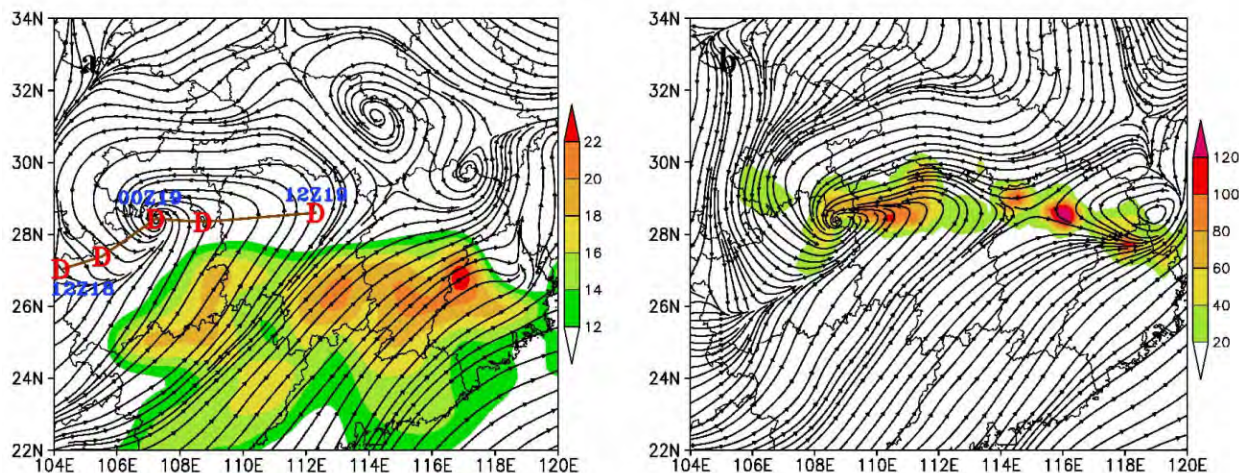 a
34N
32N
30N
28N
26N
24N
22N
104E 106E 108E 110E 112E 114E 116E 118E 120E
00Z19
12Z19
12Z18
D D D D D
22
20
18
16
14
12
b
34N
32N
30N
28N
26N
24N
22N
104E 106E 108E 110E 112E 114E 116E 118E 120E
120
100
80
60
40
20